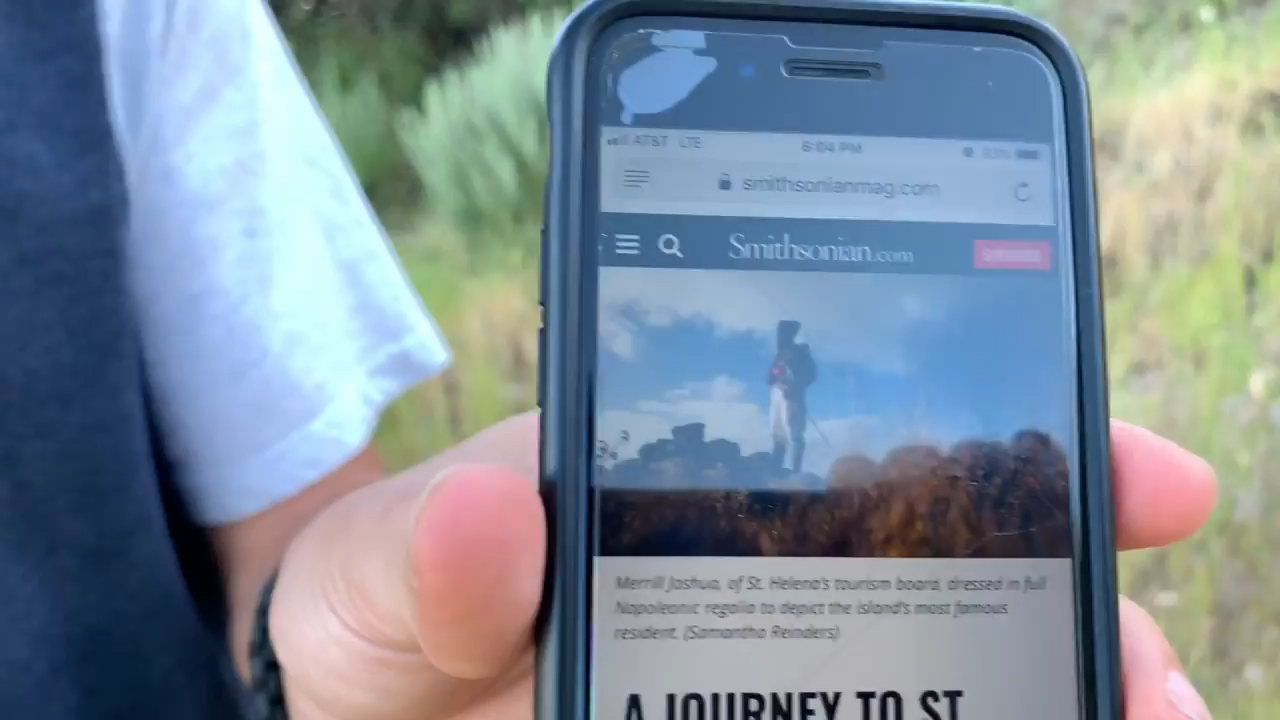 AT&T LTE 6:04 PM
smithsonianmag.com
Smithsonian.com
Merrill Joshua, of St. Helena's tourism board, dressed in full
Napoleonic regalia to depict the island's most famous
resident. (Samantha Reinders)
A JOURNEY TO ST